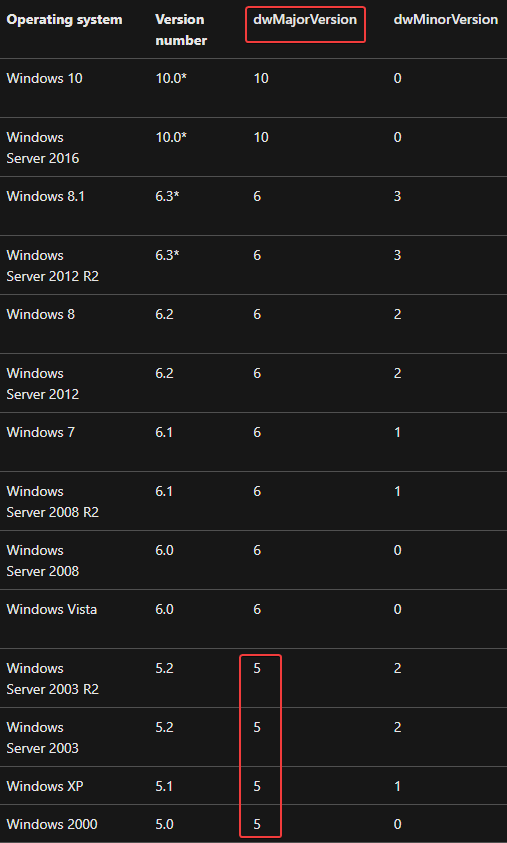 Operating system Version number dwMajorVersion dwMinorVersion
Windows 10 10.0* 10 0
Windows Server 2016 10.0* 10 0
Windows 8.1 6.3* 6 3
Windows Server 2012 R2 6.3* 6 3
Windows 8 6.2 6 2
Windows Server 2012 6.2 6 2
Windows 7 6.1 6 1
Windows Server 2008 R2 6.1 6 1
Windows Server 2008 6.0 6 0
Windows Vista 6.0 6 0
Windows Server 2003 R2 5.2 5 2
Windows Server 2003 5.2 5 2
Windows XP 5.1 5 1
Windows 2000 5.0 5 0